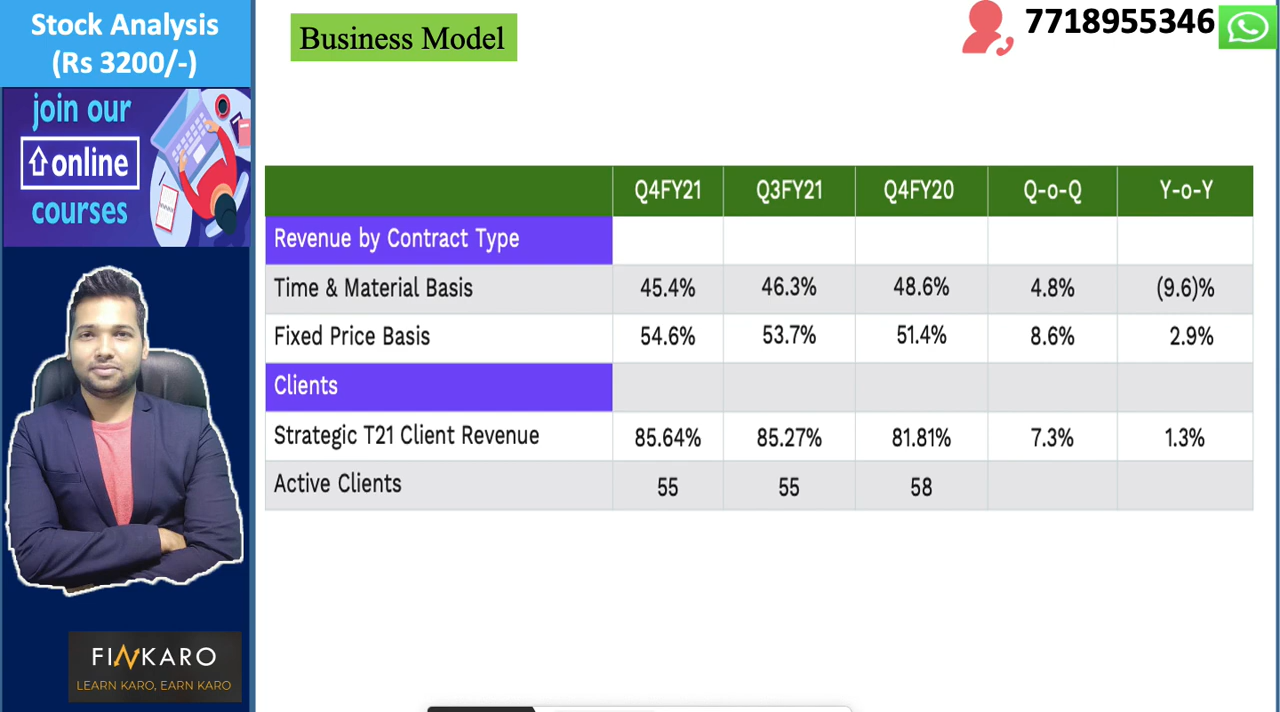 Stock Analysis
(Rs 3200/-)
join our
online
courses
FINKARO
LEARN KARO, EARN KARO
Business Model
7718955346
Q4FY21 Q3FY21 Q4FY20 Q-o-Q Y-o-Y
Revenue by Contract Type
Time & Material Basis 45.4% 46.3% 48.6% 4.8% (9.6)%
Fixed Price Basis 54.6% 53.7% 51.4% 8.6% 2.9%
Clients
Strategic T21 Client Revenue 85.64% 85.27% 81.81% 7.3% 1.3%
Active Clients 55 55 58